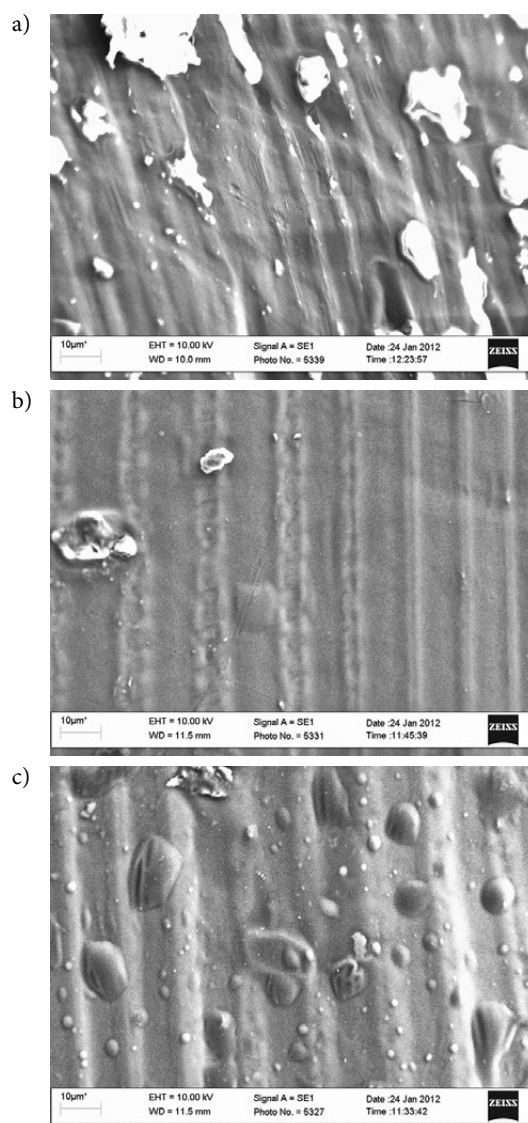 a)
10μm* EHT = 10.00 kV Signal A = SE1 Date :24 Jan 2012
WD = 10.0 mm Photo No. = 5339 Time :12:23:57
ZEISS
b)
10μm* EHT = 10.00 kV Signal A = SE1 Date :24 Jan 2012
WD = 11.5 mm Photo No. = 5331 Time :11:45:39
ZEISS
c)
10μm* EHT = 10.00 kV Signal A = SE1 Date :24 Jan 2012
WD = 11.5 mm Photo No. = 5327 Time :11:33:42
ZEISS